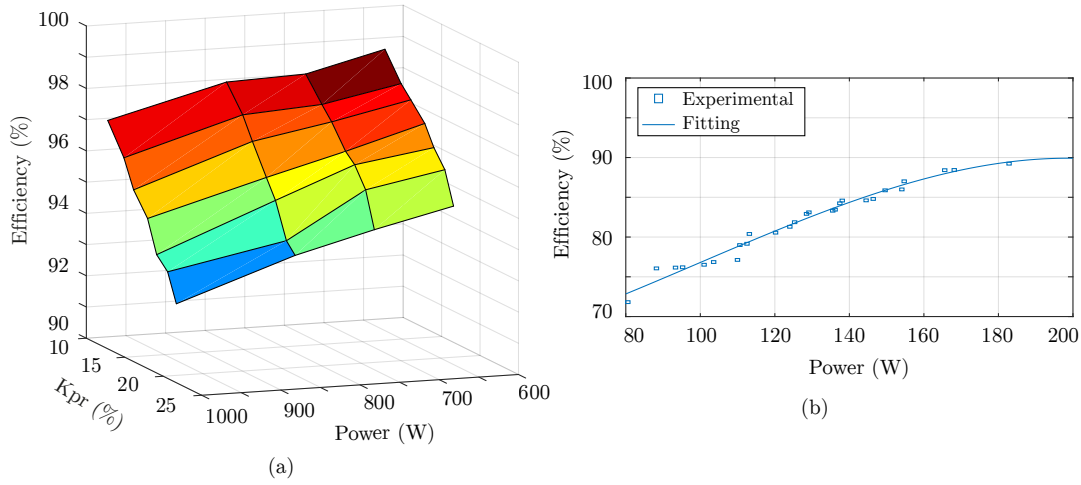 100
98
96
94
92
90
Efficiency (%)
10
15
20
25
Kpr (%)
1000
900
800
700
600
Power (W)
(a)
100
90
80
70
Efficiency (%)
Experimental
Fitting
80 100 120 140 160 180 200
Power (W)
(b)